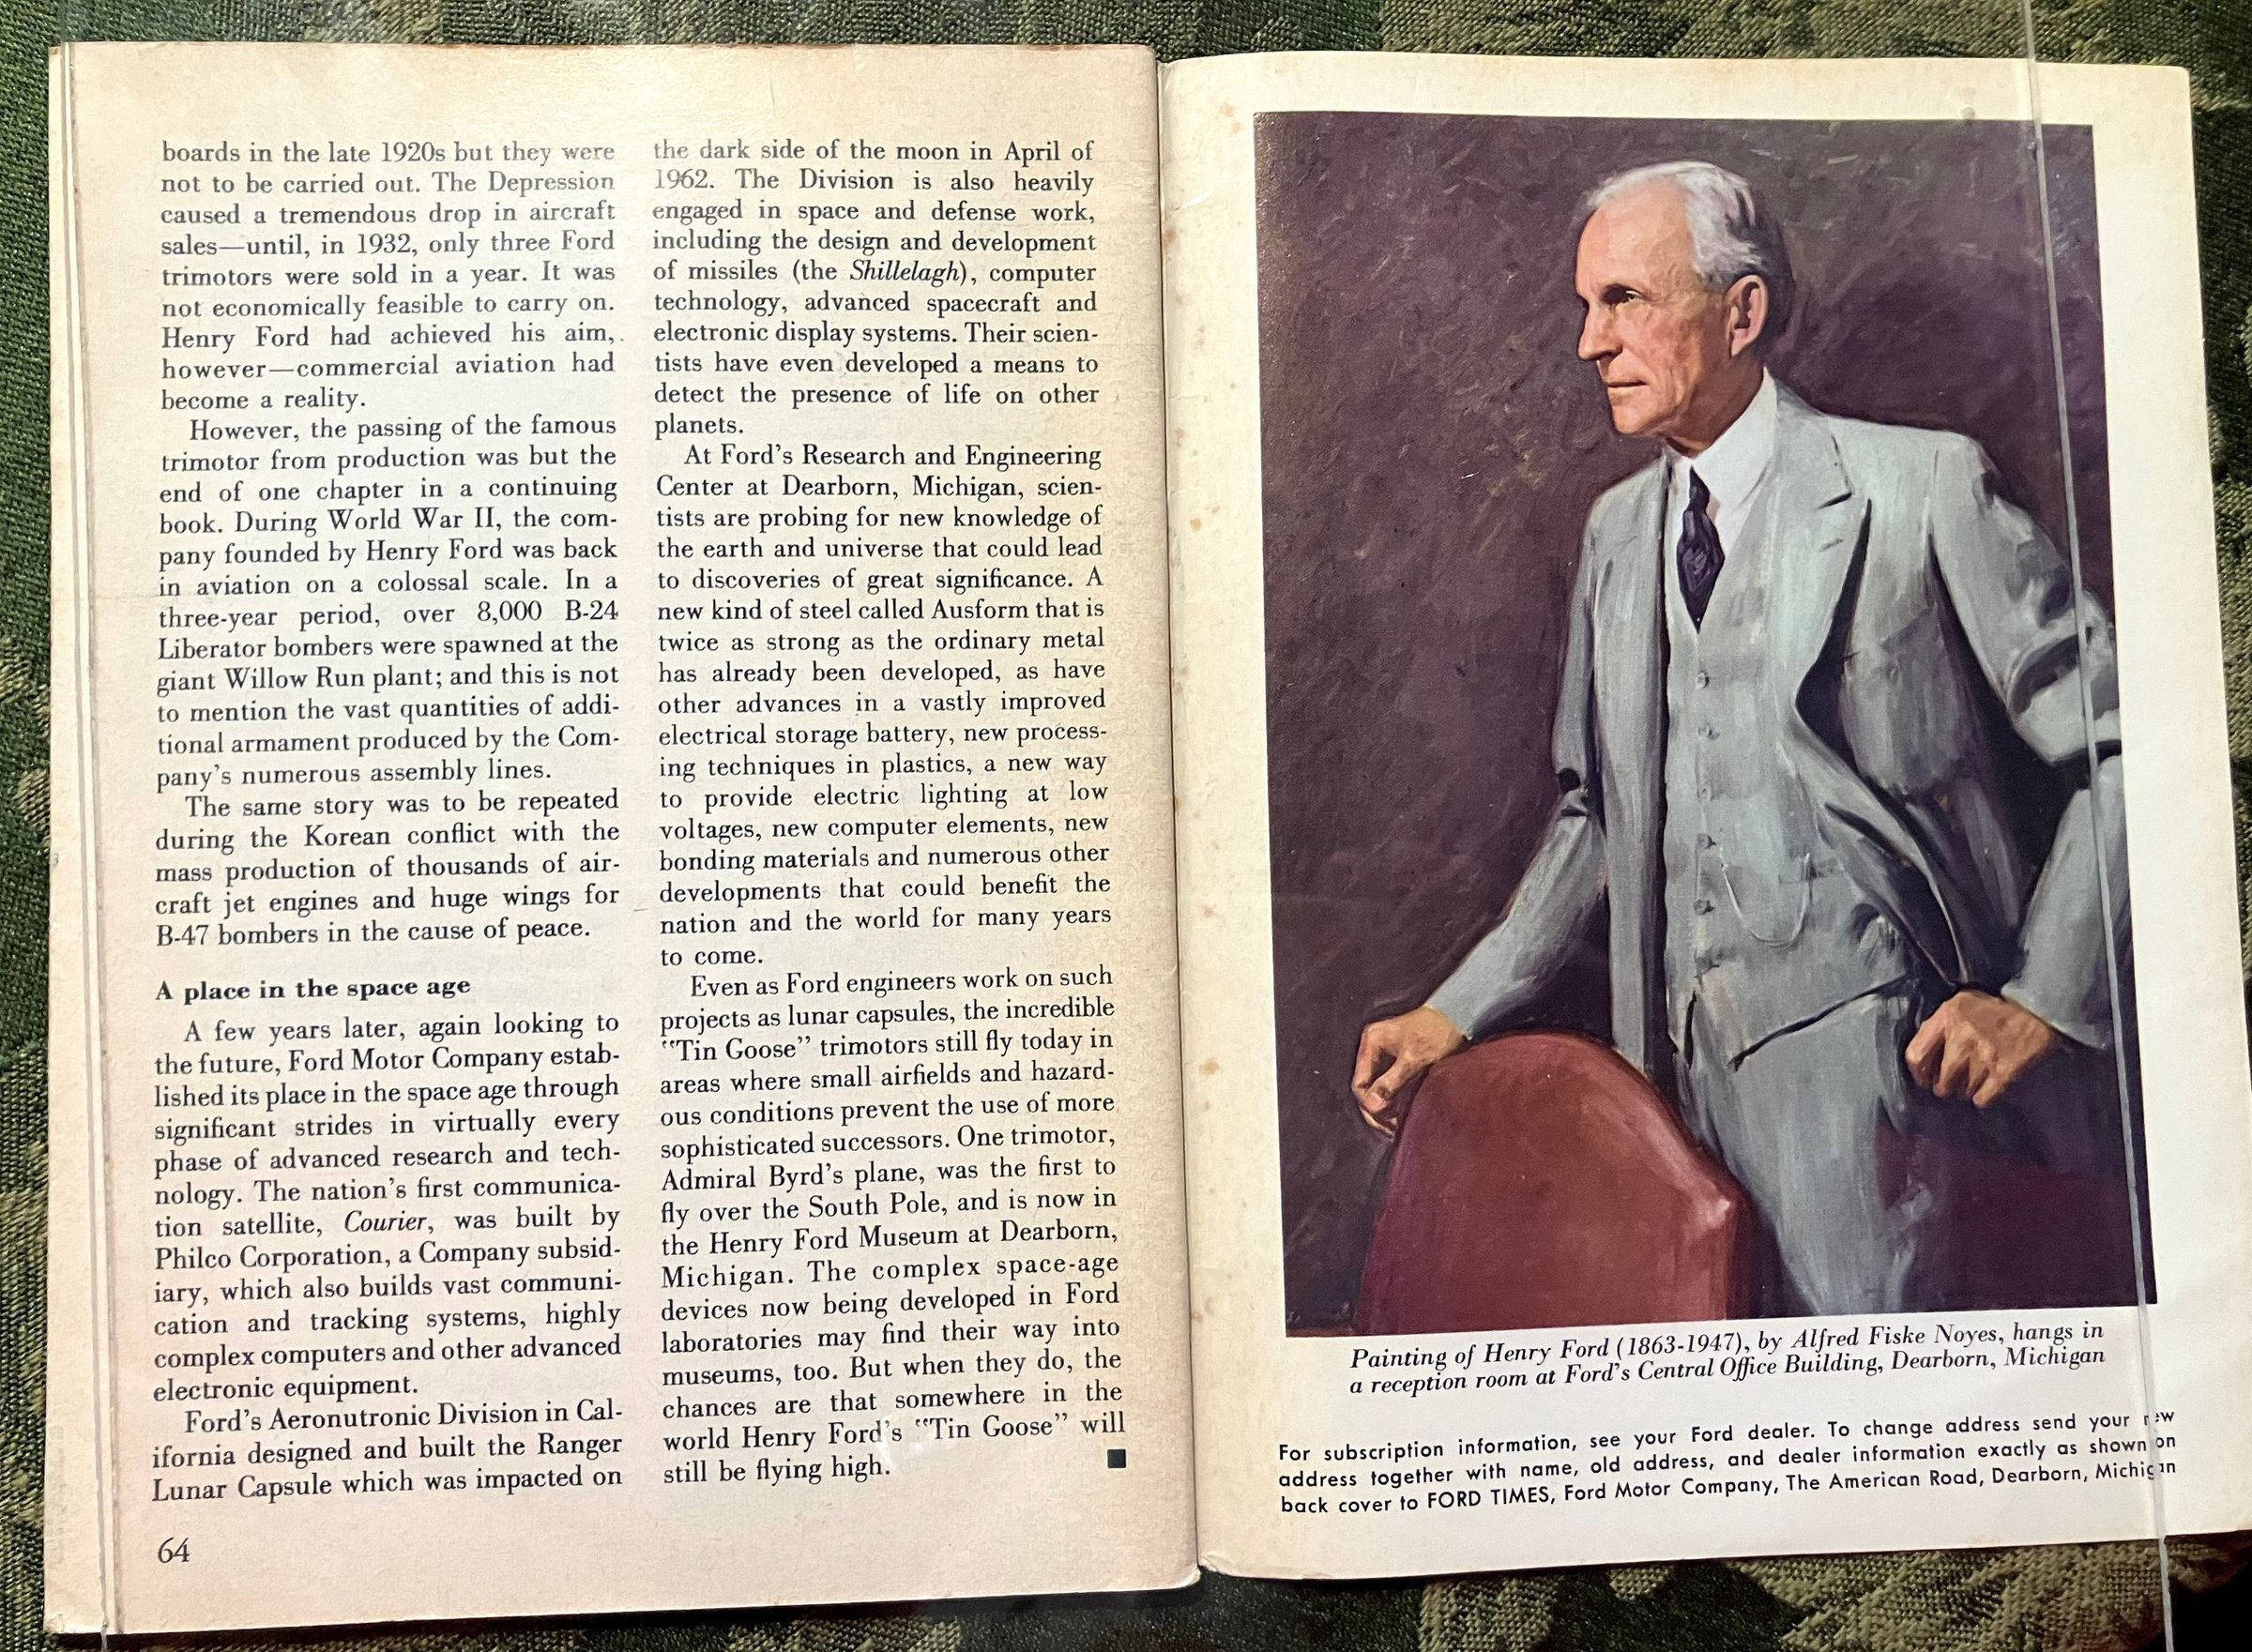 boards in the late 1920s but they were
not to be carried out. The Depression
caused a tremendous drop in aircraft
sales—until, in 1932, only three Ford
trimotors were sold in a year. It was
not economically feasible to carry on.
Henry Ford had achieved his aim,
however—commercial aviation had
become a reality.
However, the passing of the famous
trimotor from production was but the
end of one chapter in a continuing
book. During World War II, the com-
pany founded by Henry Ford was back
in aviation on a colossal scale. In a
three-year period, over 8,000 B-24
Liberator bombers were spawned at the
giant Willow Run plant; and this is not
to mention the vast quantities of addi-
tional armament produced by the Com-
pany's numerous assembly lines.
The same story was to be repeated
during the Korean conflict with the
mass production of thousands of air-
craft jet engines and huge wings for
B-47 bombers in the cause of peace.
A place in the space age
A few years later, again looking to
the future, Ford Motor Company estab-
lished its place in the space age through
significant strides in virtually every
phase of advanced research and tech-
nology. The nation's first communica-
tion satellite, Courier, was built by
Philco Corporation, a Company subsid-
iary, which also builds vast communi-
cation and tracking systems, highly
complex computers and other advanced
electronic equipment.
Ford's Aeronutronic Division in Cal-
ifornia designed and built the Ranger
Lunar Capsule which was impacted on
64
the dark side of the moon in April of
1962. The Division is also heavily
engaged in space and defense work,
including the design and development
of missiles (the Shillelagh), computer
technology, advanced spacecraft and
electronic display systems. Their scien-
tists have even developed a means to
detect the presence of life on other
planets.
At Ford's Research and Engineering
Center at Dearborn, Michigan, scien-
tists are probing for new knowledge of
the earth and universe that could lead
to discoveries of great significance. A
new kind of steel called Ausform that is
twice as strong as the ordinary metal
has already been developed, as have
other advances in a vastly improved
electrical storage battery, new process-
ing techniques in plastics, a new way
to provide electric lighting at low
voltages, new computer elements, new
bonding materials and numerous other
developments that could benefit the
nation and the world for many years
to come.
Even as Ford engineers work on such
projects as lunar capsules, the incredible
"Tin Goose" trimotors still fly today in
areas where small airfields and hazard-
ous conditions prevent the use of more
sophisticated successors. One trimotor,
Admiral Byrd's plane, was the first to
fly over the South Pole, and is now in
the Henry Ford Museum at Dearborn,
Michigan. The complex space-age
devices now being developed in Ford
laboratories may find their way into
museums, too. But when they do, the
chances are that somewhere in the
world Henry Ford's "Tin Goose" will
still be flying high. ■
Painting of Henry Ford (1863-1947), by Alfred Fiske Noyes, hangs in
a reception room at Ford's Central Office Building, Dearborn, Michigan
For subscription information, see your Ford dealer. To change address send your new
address together with name, old address, and dealer information exactly as shown on
back cover to FORD TIMES, Ford Motor Company, The American Road, Dearborn, Michigan